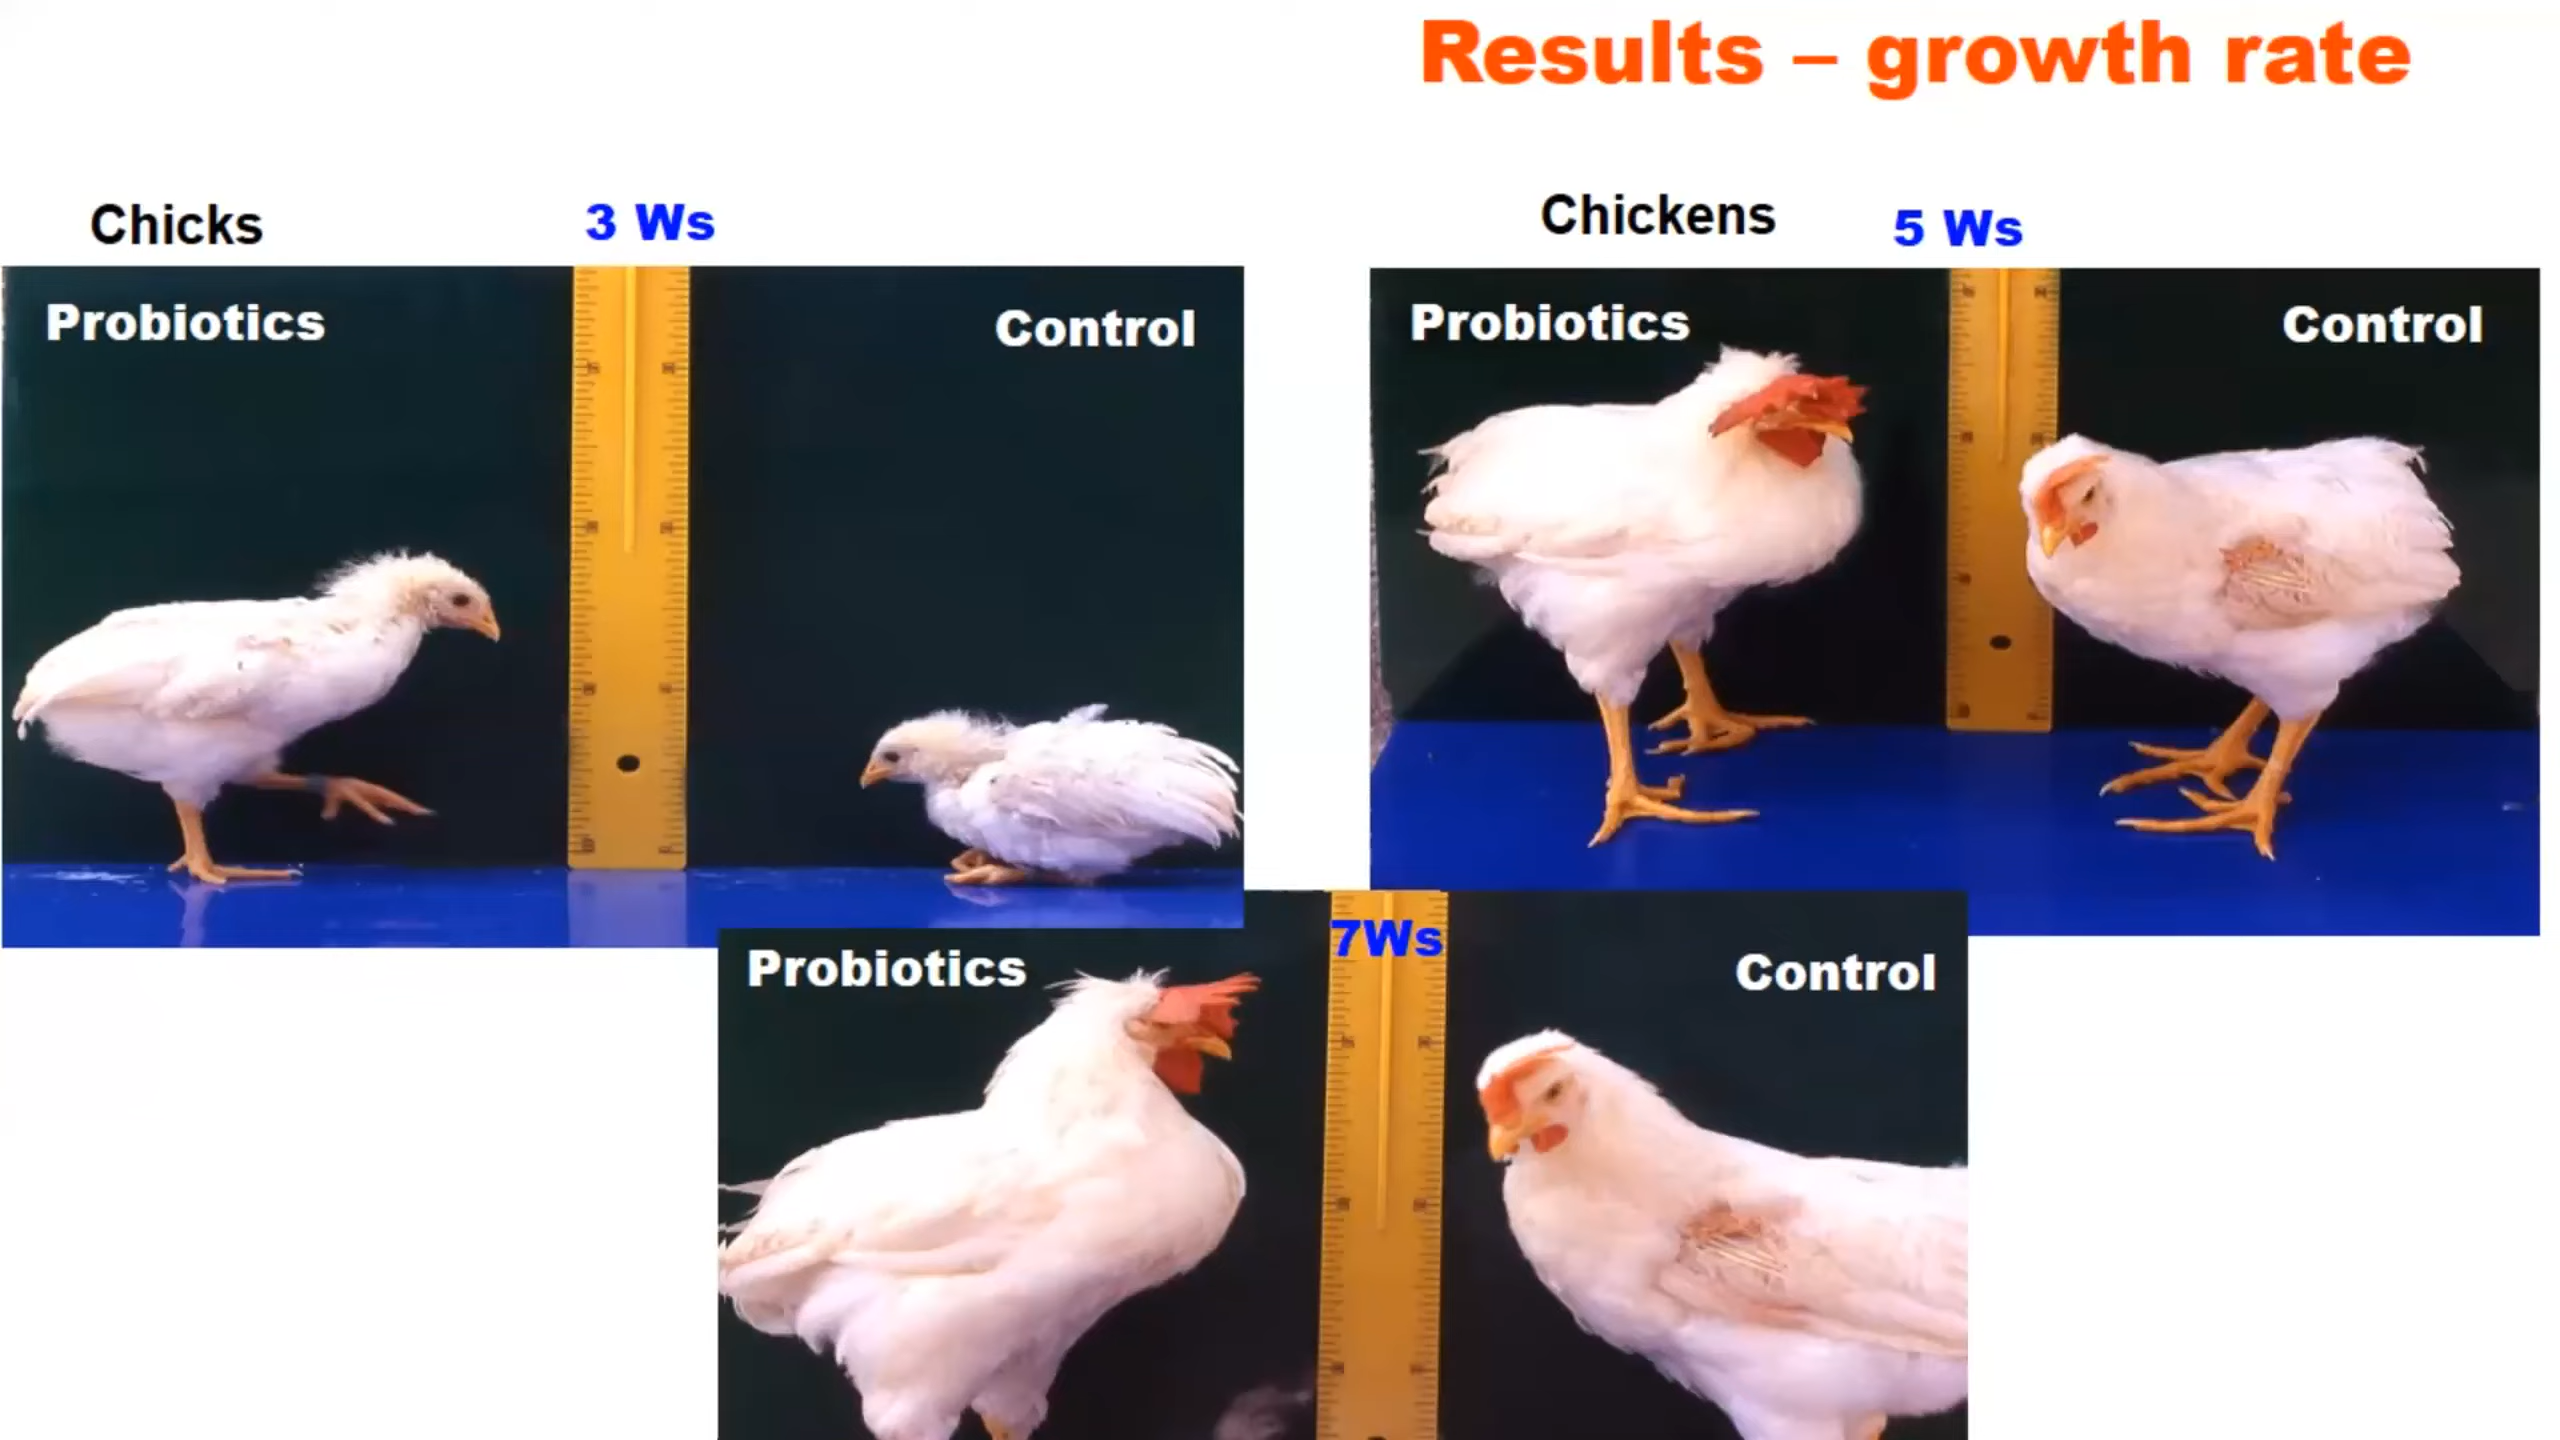 Results – growth rate
Chicks
3 Ws
Chickens
5 Ws
Probiotics
Control
Probiotics
Control
7Ws
Probiotics
Control